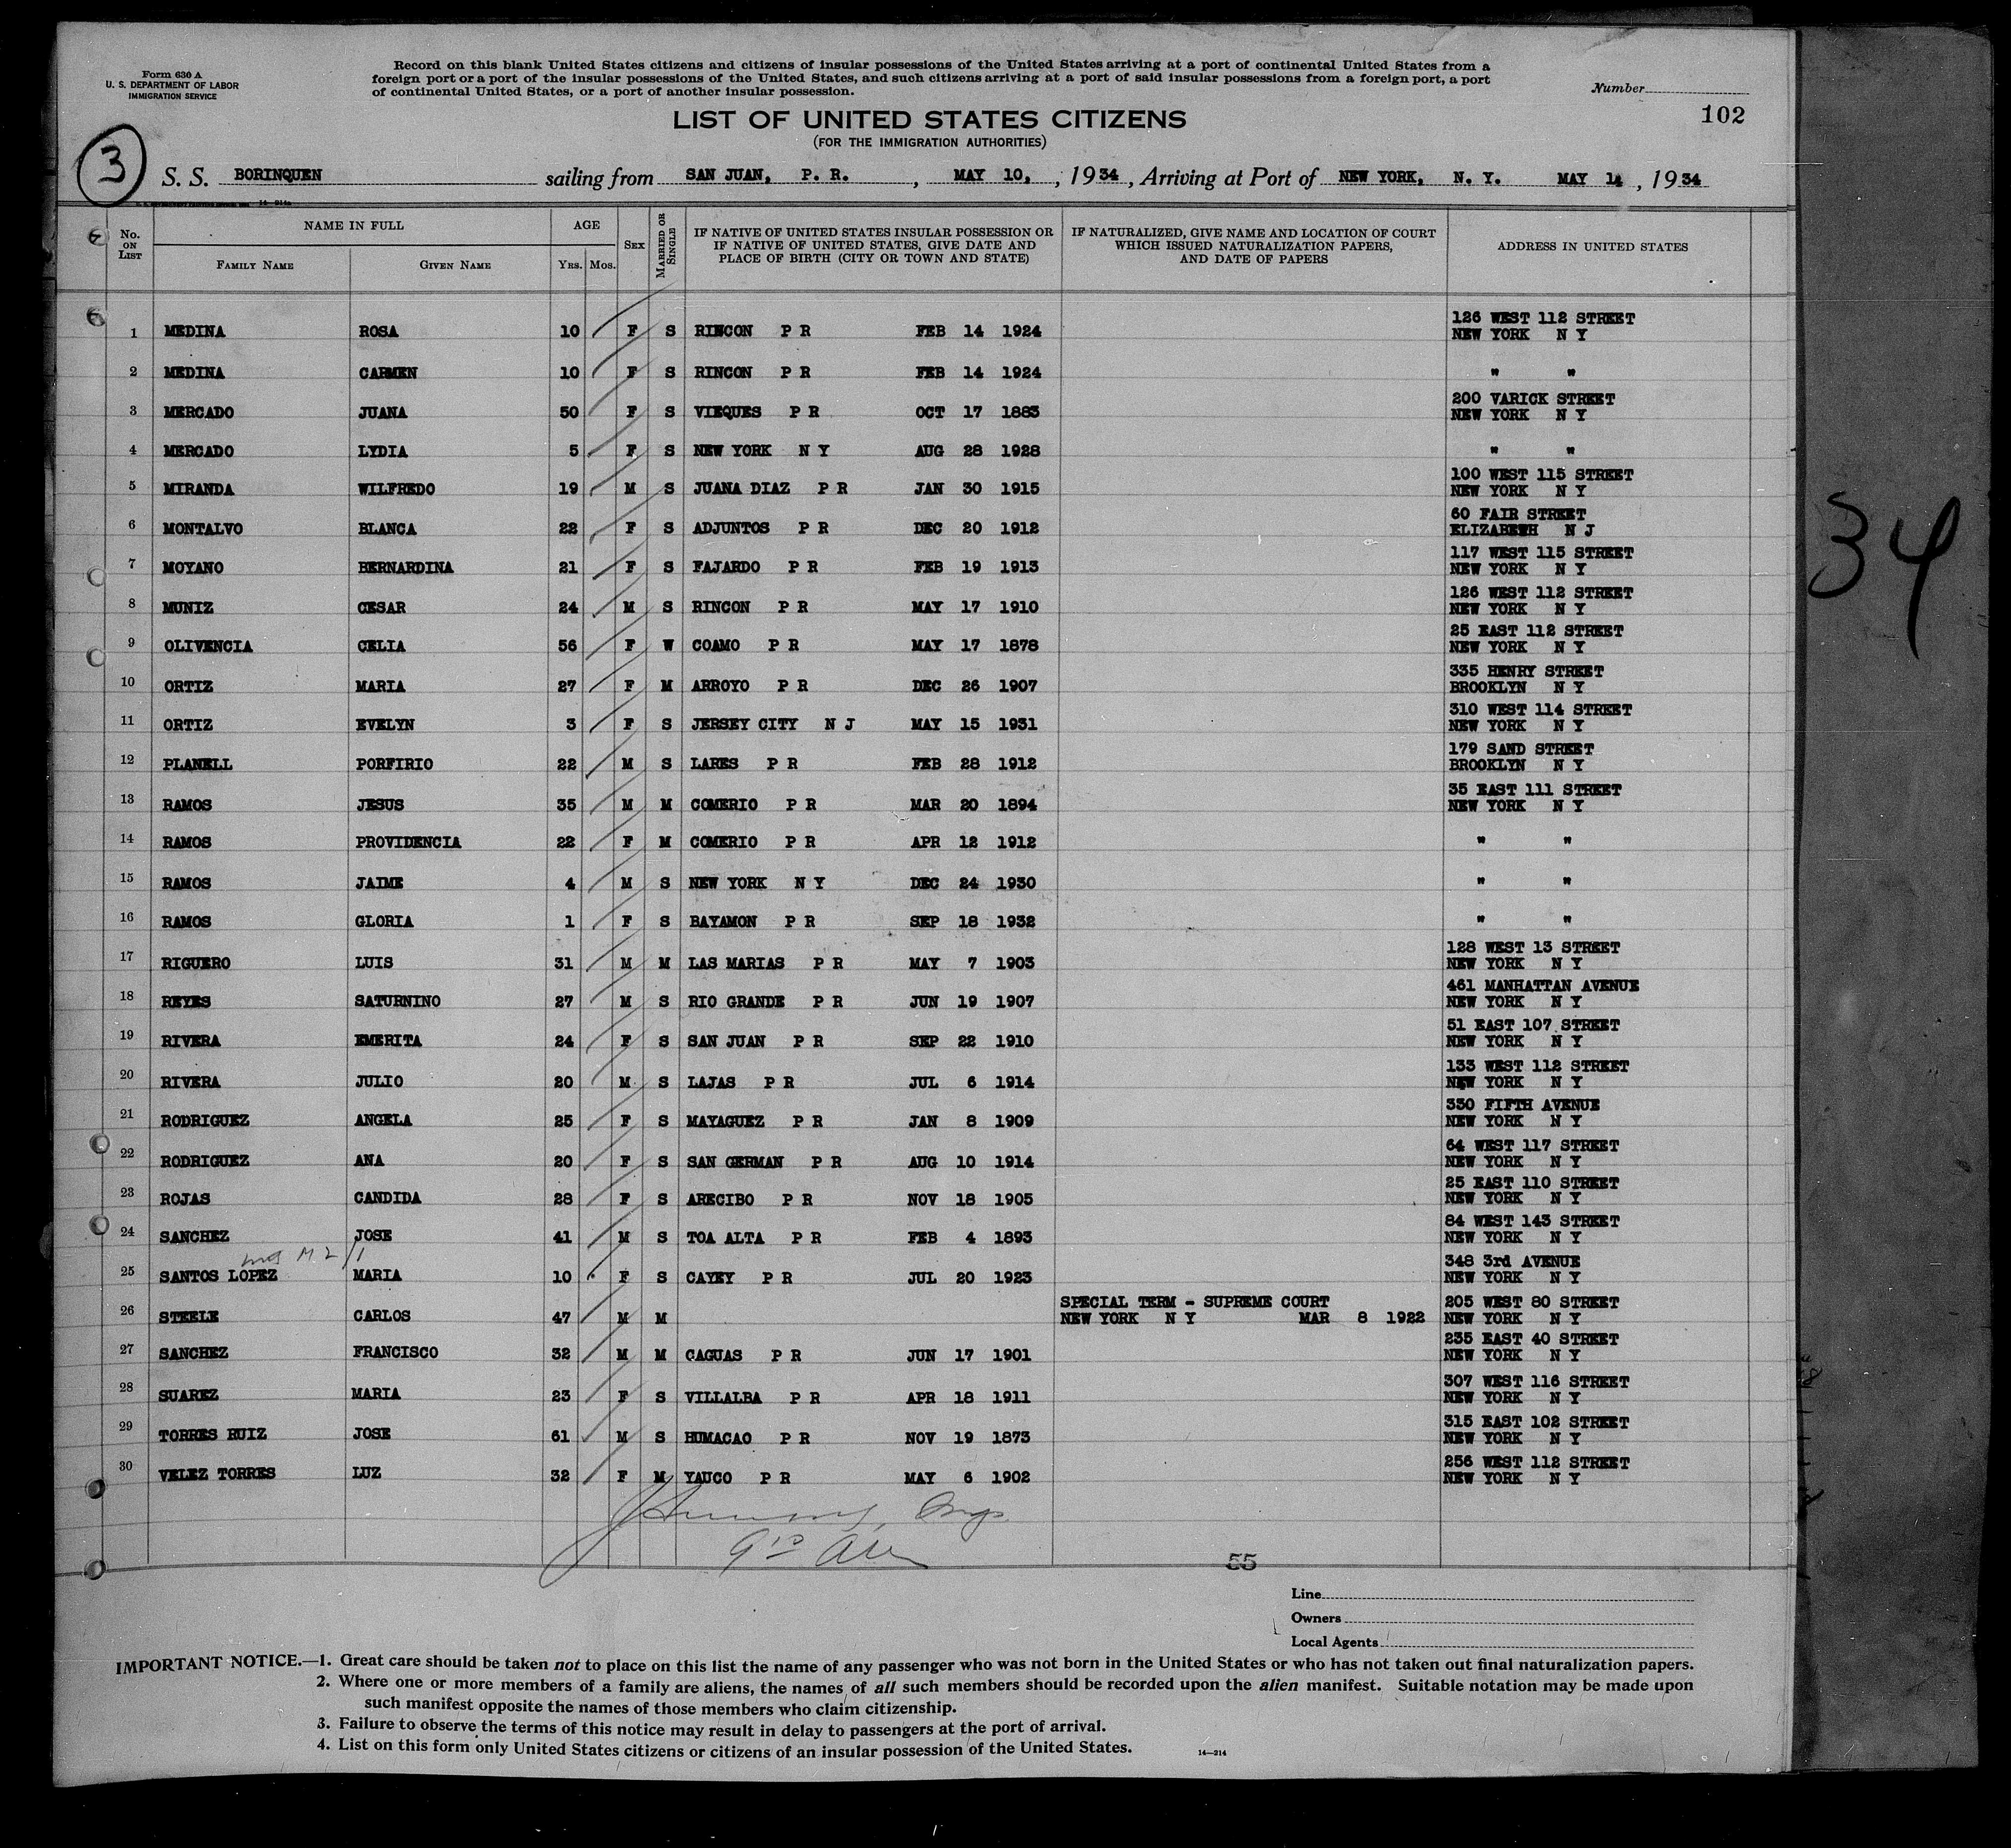 Form 630 A
U. S. DEPARTMENT OF LABOR
IMMIGRATION SERVICE
Record on this blank United States citizens and citizens of insular possessions of the United States arriving at a port of continental United States from a
foreign port or a port of the insular possessions of the United States, and such citizens arriving at a port of said insular possessions from a foreign port, a port
of continental United States, or a port of another insular possession.
Number
102
LIST OF UNITED STATES CITIZENS
(FOR THE IMMIGRATION AUTHORITIES)
3
S. S. BORINQUEN sailing from SAN JUAN, P. R. , MAY 10, , 1934 , Arriving at Port of NEW YORK, N. Y. MAY 14 , 1934
No. ON LIST NAME IN FULL FAMILY NAME GIVEN NAME AGE YRS. MOS. SEX MARRIED OR SINGLE IF NATIVE OF UNITED STATES INSULAR POSSESSION OR IF NATIVE OF UNITED STATES, GIVE DATE AND PLACE OF BIRTH (CITY OR TOWN AND STATE) IF NATURALIZED, GIVE NAME AND LOCATION OF COURT WHICH ISSUED NATURALIZATION PAPERS, AND DATE OF PAPERS ADDRESS IN UNITED STATES
1 MEDINA ROSA 10 F S RINCON P R FEB 14 1924 126 WEST 112 STREET NEW YORK N Y
2 MEDINA CARMEN 10 F S RINCON P R FEB 14 1924 " "
3 MERCADO JUANA 50 F S VIEQUES P R OCT 17 1883 200 VARICK STREET NEW YORK N Y
4 MERCADO LYDIA 5 F S NEW YORK N Y AUG 28 1928 " "
5 MIRANDA WILFREDO 19 M S JUANA DIAZ P R JAN 30 1915 100 WEST 115 STREET NEW YORK N Y
6 MONTALVO BLANCA 22 F S ADJUNTOS P R DEC 20 1912 60 FAIR STREET ELIZABETH N J
7 MOYANO BERNARDINA 21 F S FAJARDO P R FEB 19 1913 117 WEST 115 STREET NEW YORK N Y
8 MUNIZ CESAR 24 M S RINCON P R MAY 17 1910 126 WEST 112 STREET NEW YORK N Y
9 OLIVENCIA CELIA 56 F W COAMO P R MAY 17 1878 25 EAST 112 STREET NEW YORK N Y
10 ORTIZ MARIA 27 F M ARROYO P R DEC 26 1907 335 HENRY STREET BROOKLYN N Y
11 ORTIZ EVELYN 3 F S JERSEY CITY N J MAY 15 1931 310 WEST 114 STREET NEW YORK N Y
12 PLANELL PORFIRIO 22 M S LARES P R FEB 28 1912 179 SAND STREET BROOKLYN N Y
13 RAMOS JESUS 35 M M COMERIO P R MAR 20 1894 35 EAST 111 STREET NEW YORK N Y
14 RAMOS PROVIDENCIA 22 F M COMERIO P R APR 12 1912 " "
15 RAMOS JAIME 4 M S NEW YORK N Y DEC 24 1930 " "
16 RAMOS GLORIA 1 F S BAYAMON P R SEP 18 1932 " "
17 RIGUERO LUIS 31 M M LAS MARIAS P R MAY 7 1903 128 WEST 13 STREET NEW YORK N Y
18 REYES SATURNINO 27 M S RIO GRANDE P R JUN 19 1907 461 MANHATTAN AVENUE NEW YORK N Y
19 RIVERA EMERITA 24 F S SAN JUAN P R SEP 22 1910 51 EAST 107 STREET NEW YORK N Y
20 RIVERA JULIO 20 M S LAJAS P R JUL 6 1914 133 WEST 112 STREET NEW YORK N Y
21 RODRIGUEZ ANGELA 25 F S MAYAGUEZ P R JAN 8 1909 330 FIFTH AVENUE NEW YORK N Y
22 RODRIGUEZ ANA 20 F S SAN GERMAN P R AUG 10 1914 64 WEST 117 STREET NEW YORK N Y
23 ROJAS CANDIDA 28 F S ARECIBO P R NOV 18 1905 25 EAST 110 STREET NEW YORK N Y
24 SANCHEZ JOSE 41 M S TOA ALTA P R FEB 4 1893 84 WEST 143 STREET NEW YORK N Y
25 SANTOS LOPEZ MARIA 10 F S CAYEY P R JUL 20 1923 348 3rd AVENUE NEW YORK N Y
26 STEELE CARLOS 47 M M SPECIAL TERM - SUPREME COURT NEW YORK N Y MAR 8 1922 205 WEST 80 STREET NEW YORK N Y
27 SANCHEZ FRANCISCO 32 M M CAGUAS P R JUN 17 1901 235 EAST 40 STREET NEW YORK N Y
28 SUAREZ MARIA 23 F S VILLALBA P R APR 18 1911 307 WEST 116 STREET NEW YORK N Y
29 TORRES RUIZ JOSE 61 M S HUMACAO P R NOV 19 1873 315 EAST 102 STREET NEW YORK N Y
30 VELEZ TORRES LUZ 32 F M YAUCO P R MAY 6 1902 256 WEST 112 STREET NEW YORK N Y
34
55
Line
Owners
Local Agents
IMPORTANT NOTICE.—1. Great care should be taken not to place on this list the name of any passenger who was not born in the United States or who has not taken out final naturalization papers.
2. Where one or more members of a family are aliens, the names of all such members should be recorded upon the alien manifest. Suitable notation may be made upon
such manifest opposite the names of those members who claim citizenship.
3. Failure to observe the terms of this notice may result in delay to passengers at the port of arrival.
4. List on this form only United States citizens or citizens of an insular possession of the United States.
14—214